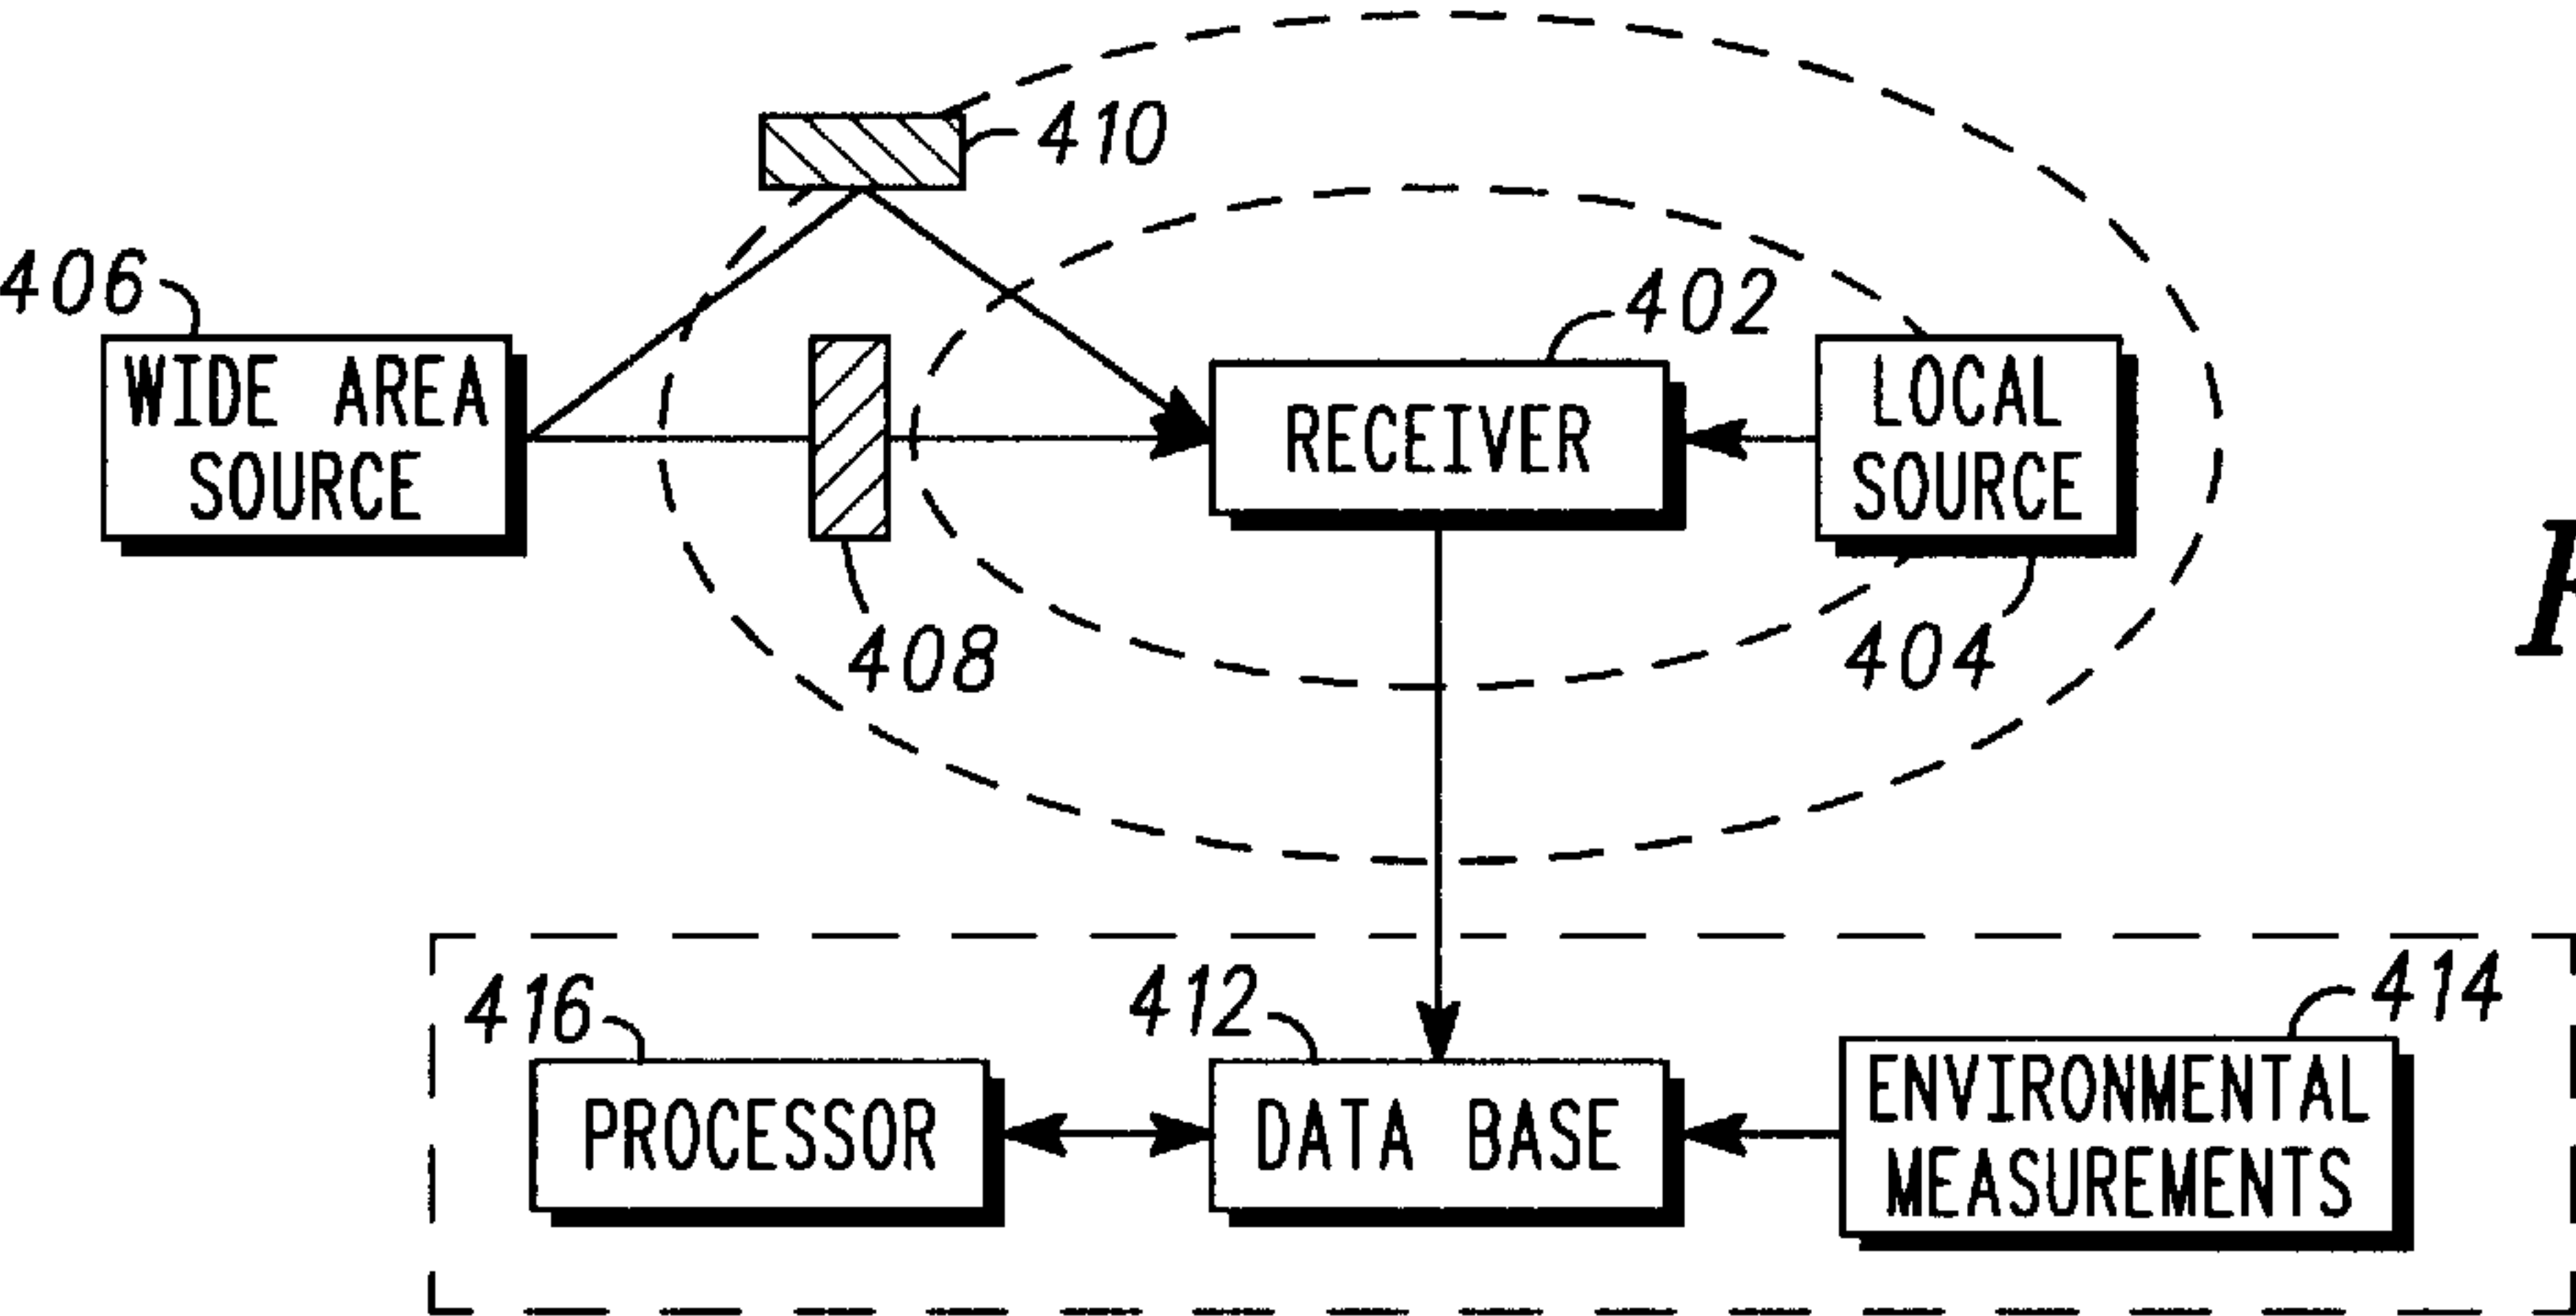 410
406
402
WIDE AREA
SOURCE
RECEIVER
LOCAL
SOURCE
408
404
416
412
414
PROCESSOR
DATA BASE
ENVIRONMENTAL
MEASUREMENTS